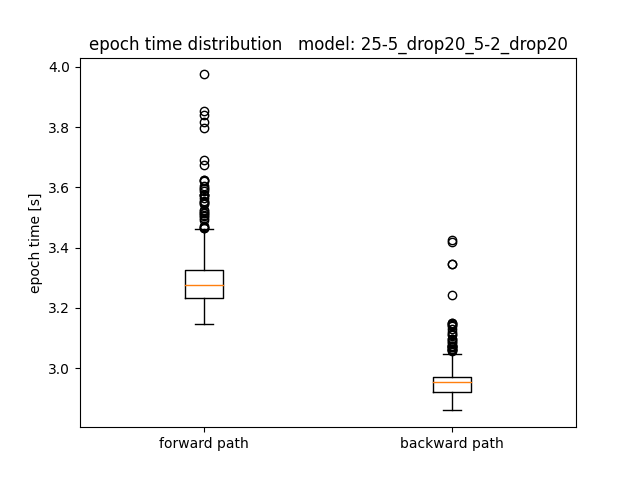 epoch time distribution   model: 25-5_drop20_5-2_drop20
epoch time [s]
4.0
3.8
3.6
3.4
3.2
3.0
forward path
backward path